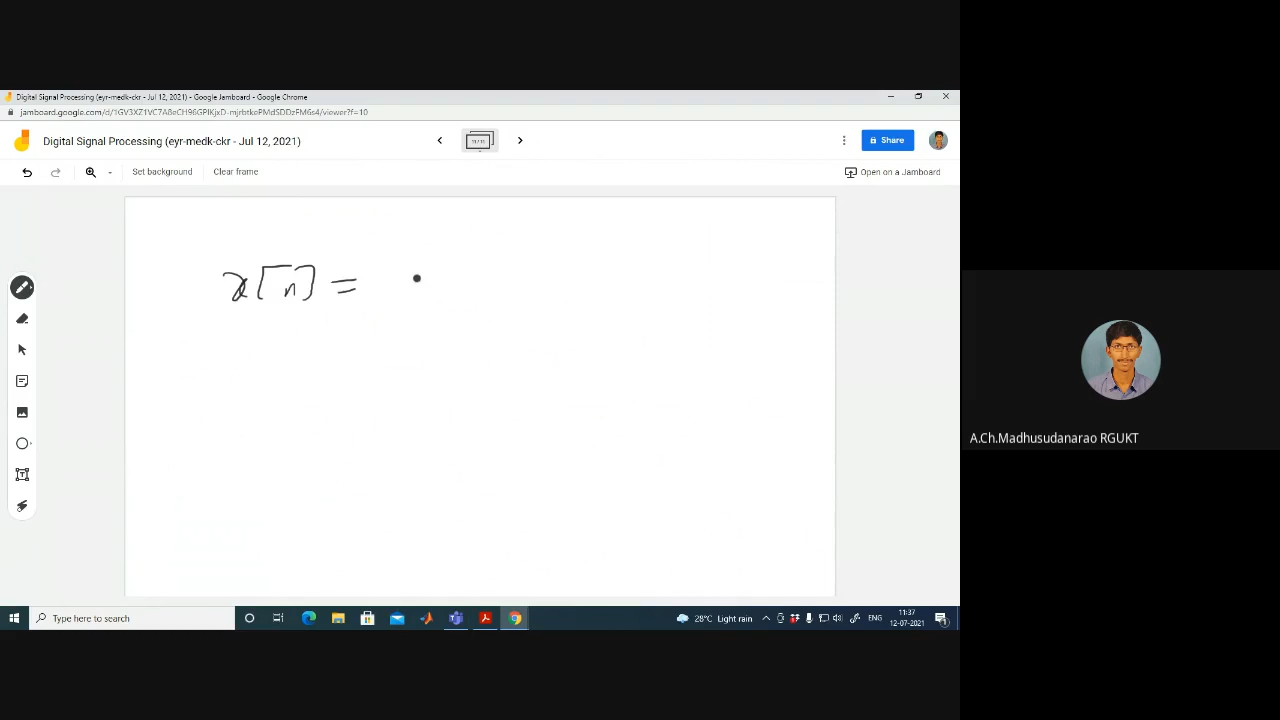 Digital Signal Processing (eyr-medk-ckr - Jul 12, 2021) - Google Jamboard - Google Chrome
Digital Signal Processing (eyr-medk-ckr - Jul 12, 2021)
11 / 11
Share
Set background
Clear frame
Open on a Jamboard
x[n] =
A.Ch.Madhusudanarao RGUKT
Type here to search
28°C Light rain
ENG
11:37
12-07-2021